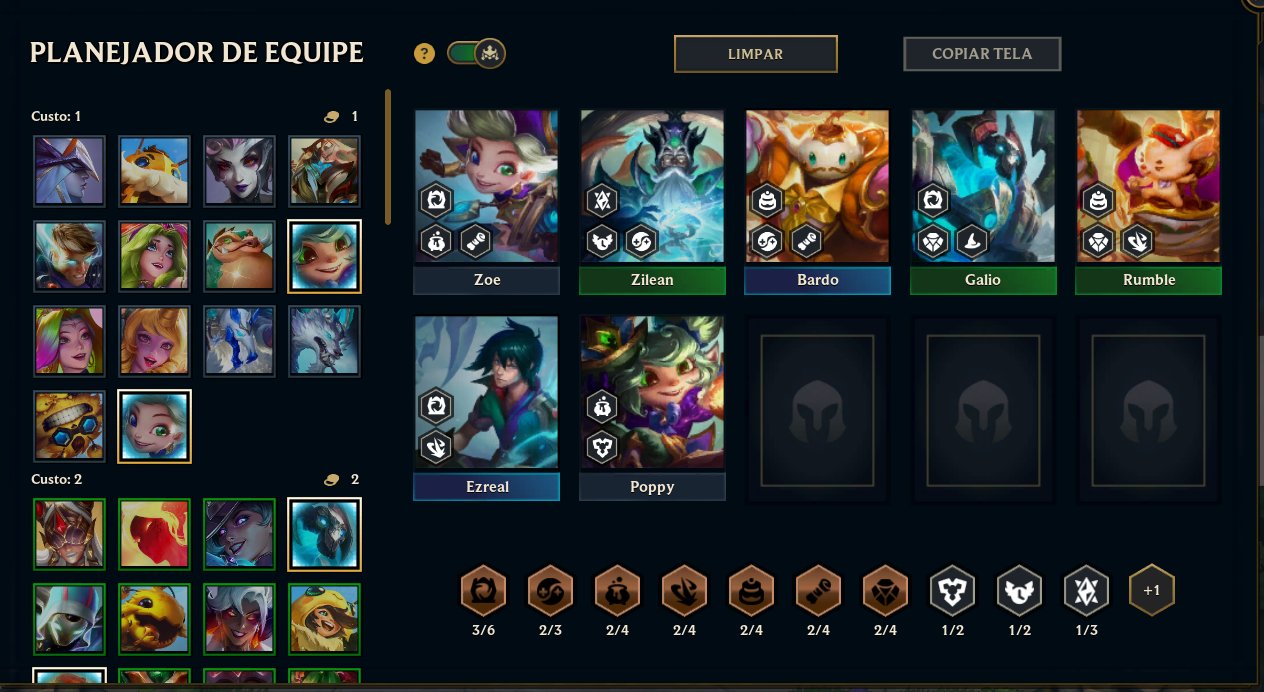 PLANEJADOR DE EQUIPE
?
LIMPAR
COPIAR TELA
Custo: 1
1
Zoe
Zilean
Bardo
Galio
Rumble
Ezreal
Poppy
Custo: 2
2
+1
3/6
2/3
2/4
2/4
2/4
2/4
2/4
1/2
1/2
1/3